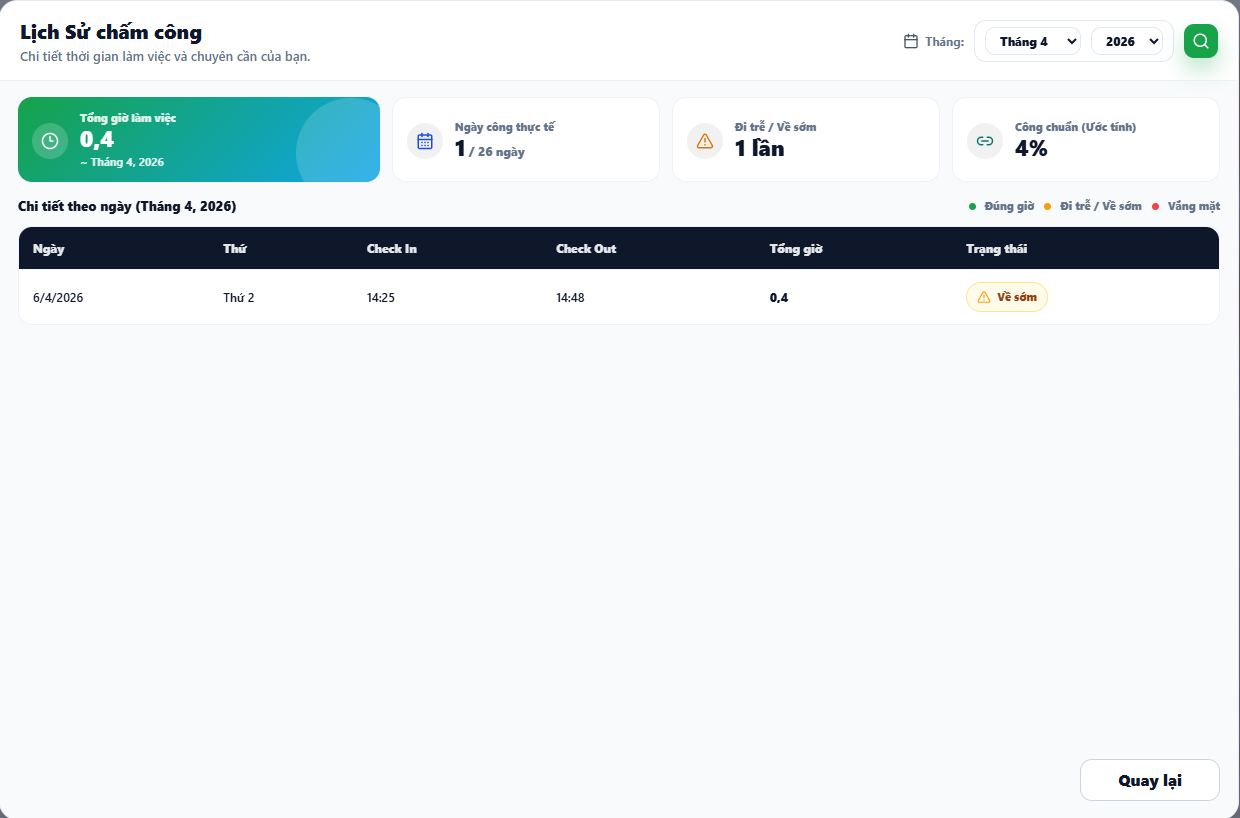 Lịch Sử chấm công
Chi tiết thời gian làm việc và chuyên cần của bạn.
Tháng: Tháng 4 2026
Tổng giờ làm việc
0,4
~ Tháng 4, 2026
Ngày công thực tế
1 / 26 ngày
Đi trễ / Về sớm
1 lần
Công chuẩn (Ước tính)
4%
Chi tiết theo ngày (Tháng 4, 2026)
Đúng giờ Đi trễ / Về sớm Vắng mặt
Ngày Thứ Check In Check Out Tổng giờ Trạng thái
6/4/2026 Thứ 2 14:25 14:48 0,4 Về sớm
Quay lại